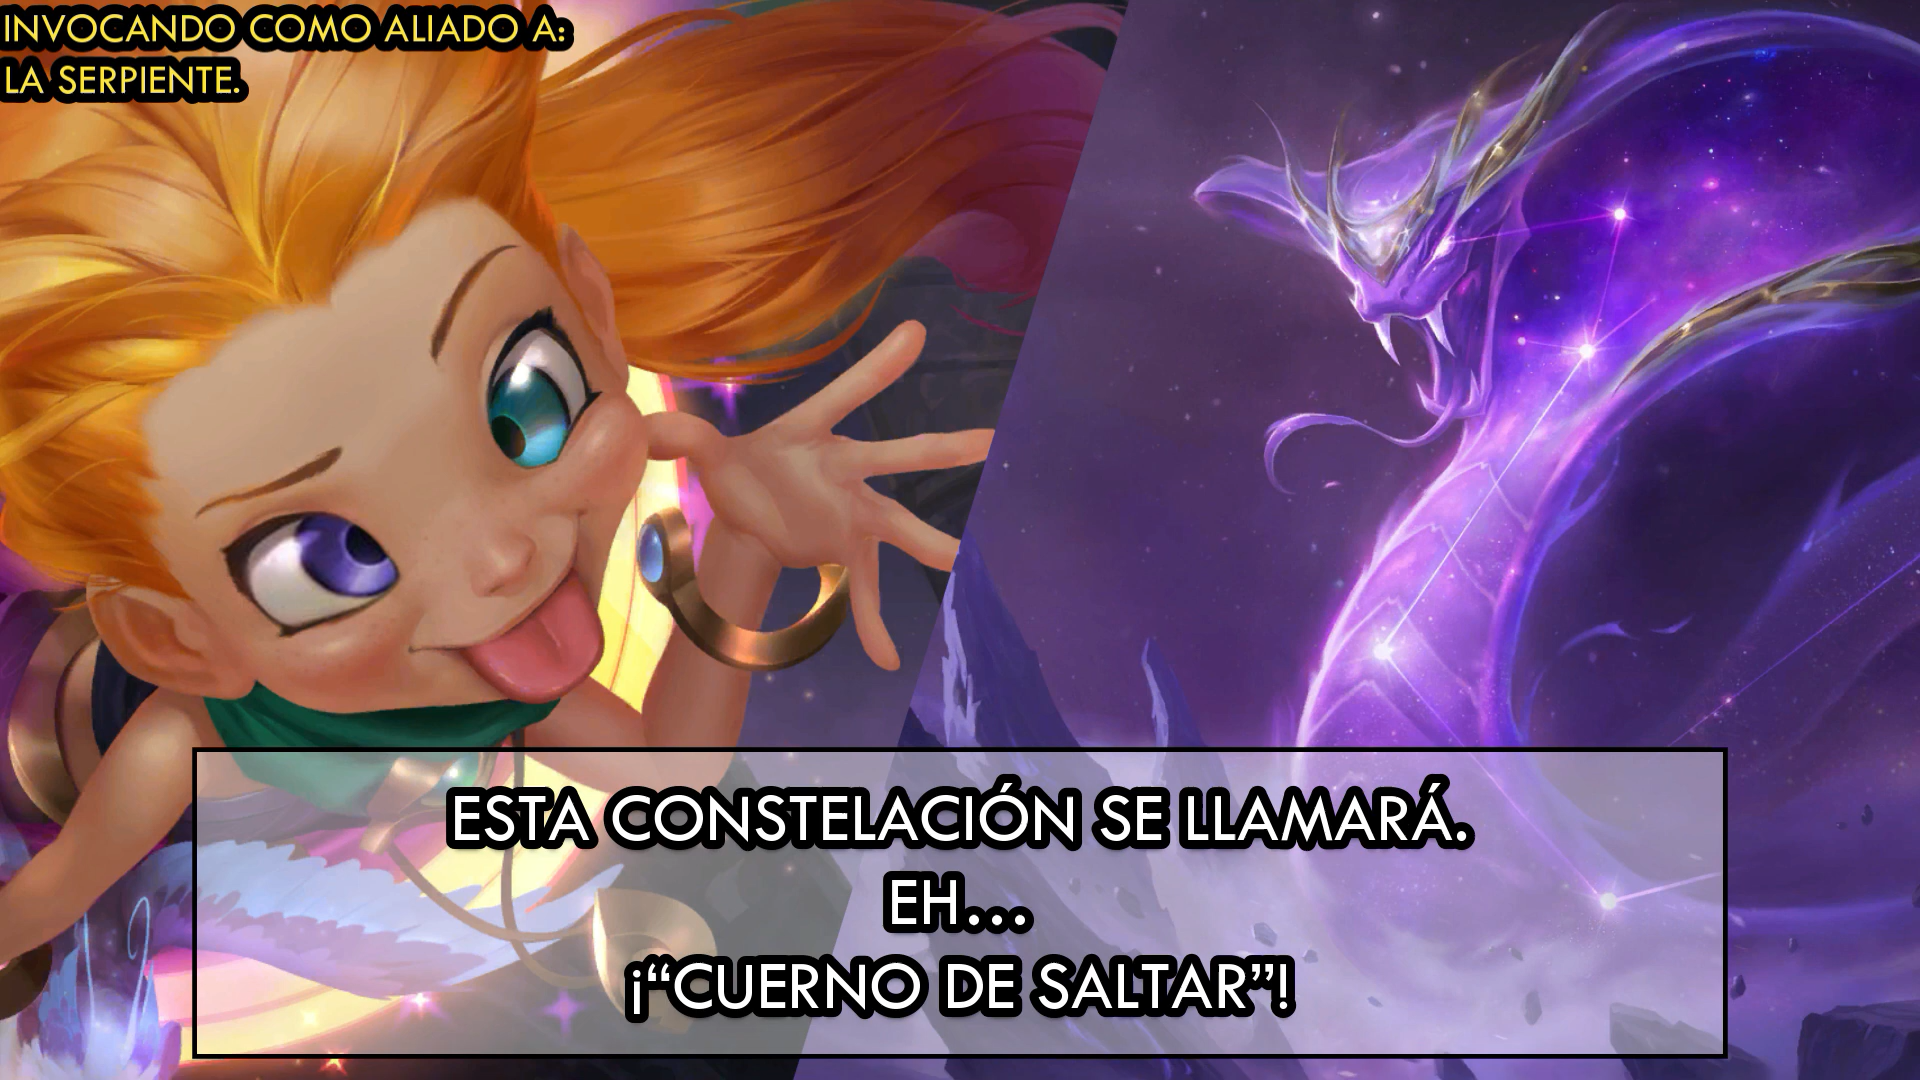 INVOCANDO COMO ALIADO A:
LA SERPIENTE.
ESTA CONSTELACIÓN SE LLAMARÁ.
EH...
¡“CUERNO DE SALTAR”!